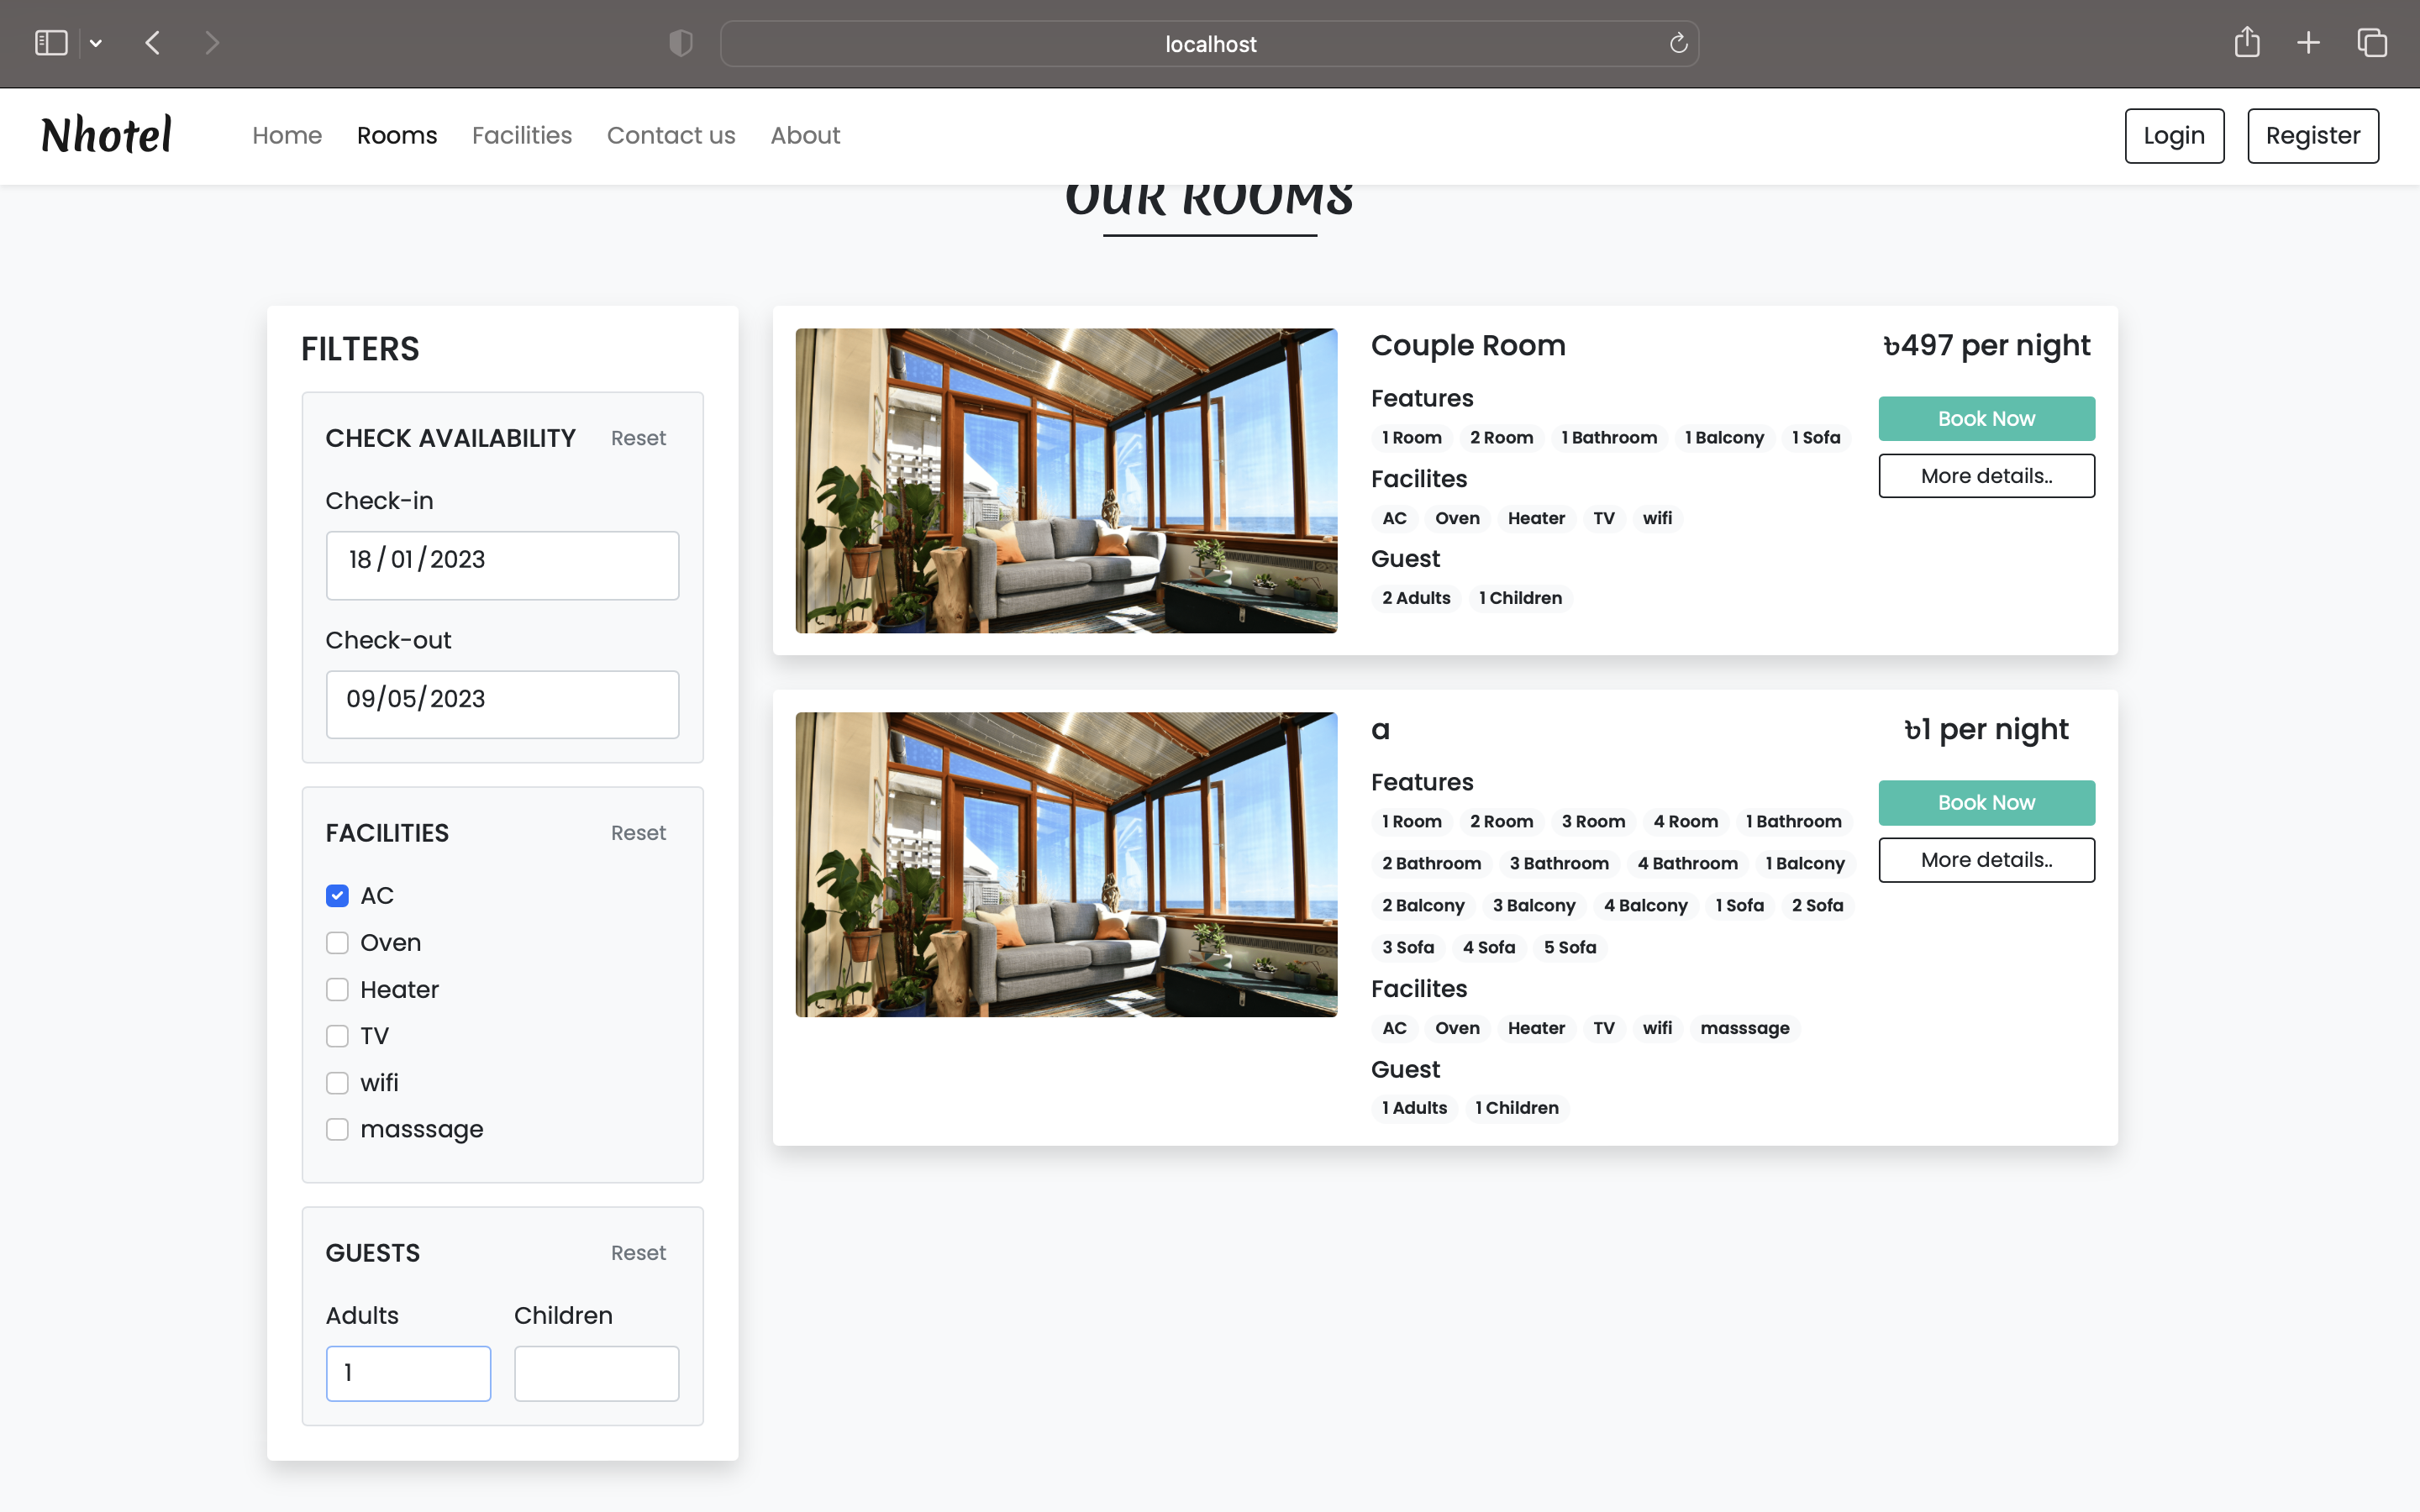 localhost
Nhotel Home Rooms Facilities Contact us About Login Register
OUR ROOMS
FILTERS
CHECK AVAILABILITY Reset
Check-in
18/01/2023
Check-out
09/05/2023
FACILITIES Reset
AC
Oven
Heater
TV
wifi
masssage
GUESTS Reset
Adults Children
1
Couple Room
৳497 per night
Features
1 Room 2 Room 1 Bathroom 1 Balcony 1 Sofa
Facilites
AC Oven Heater TV wifi
Guest
2 Adults 1 Children
Book Now
More details..
a
৳1 per night
Features
1 Room 2 Room 3 Room 4 Room 1 Bathroom
2 Bathroom 3 Bathroom 4 Bathroom 1 Balcony
2 Balcony 3 Balcony 4 Balcony 1 Sofa 2 Sofa
3 Sofa 4 Sofa 5 Sofa
Facilites
AC Oven Heater TV wifi masssage
Guest
1 Adults 1 Children
Book Now
More details..